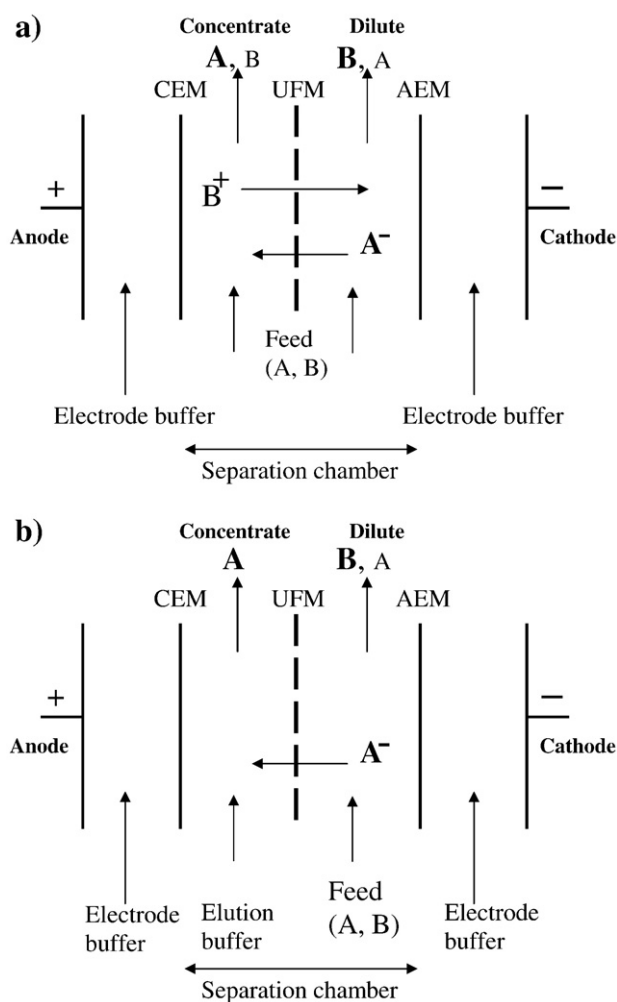 a)
Concentrate Dilute
A, B B, A
CEM UFM AEM
+ B+ −
Anode A− Cathode
Feed
(A, B)
Electrode buffer Electrode buffer
Separation chamber
b)
Concentrate Dilute
A B, A
CEM UFM AEM
+ −
Anode A− Cathode
Electrode buffer Elution buffer Feed (A, B) Electrode buffer
Separation chamber